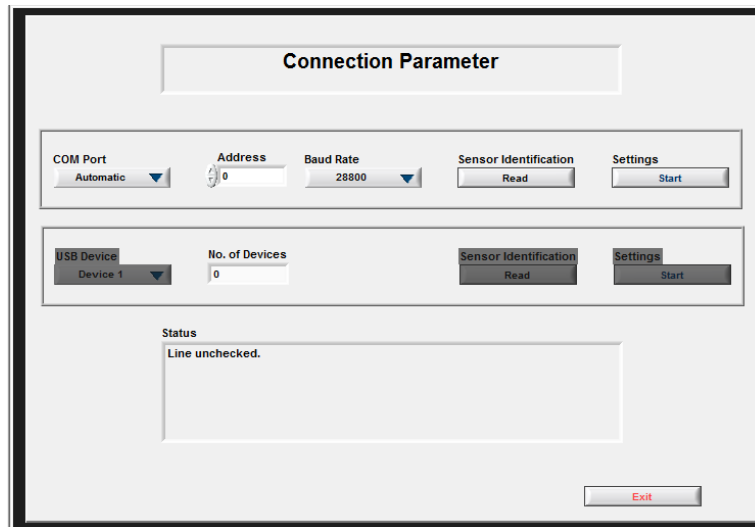 Connection Parameter
COM Port Address Baud Rate Sensor Identification Settings
Automatic 0 28800 Read Start
USB Device No. of Devices Sensor Identification Settings
Device 1 0 Read Start
Status
Line unchecked.
Exit